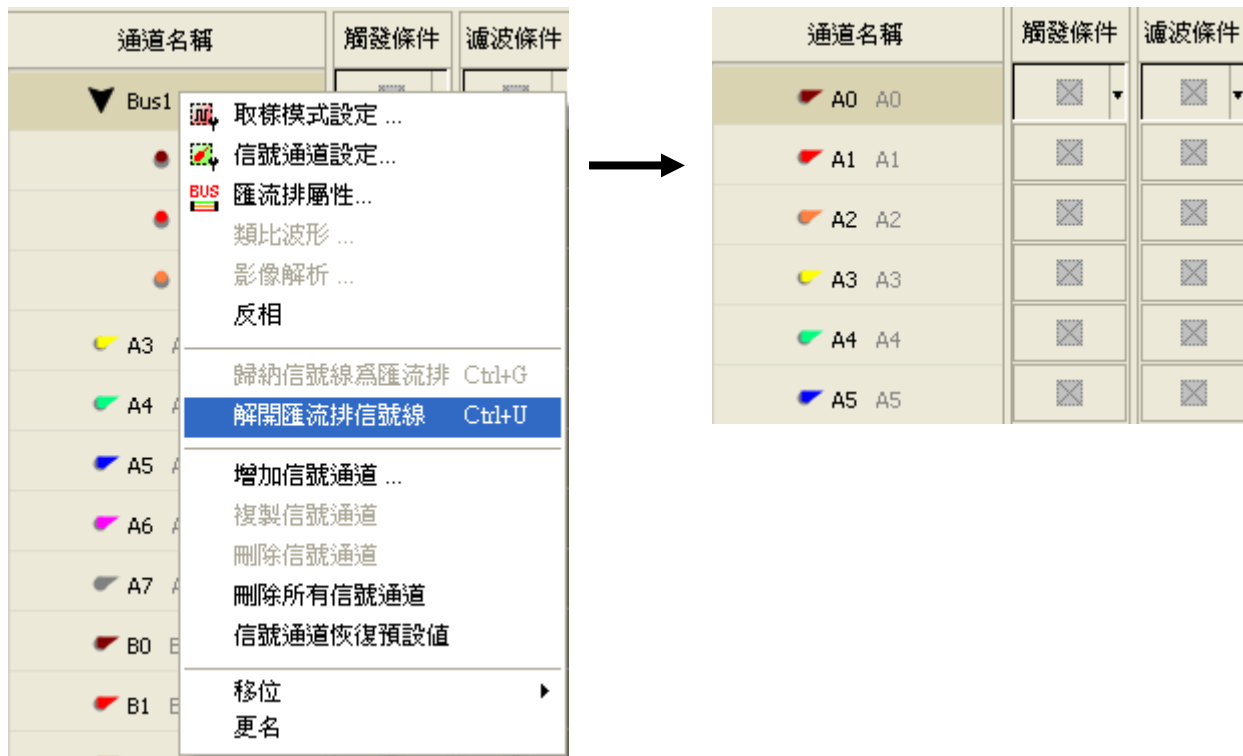 通道名稱 觸發條件 濾波條件
Bus1
取樣模式設定 ...
信號通道設定...
BUS 匯流排屬性...
類比波形 ...
影像解析 ...
反相
A3
歸納信號線爲匯流排 Ctrl+G
A4
解開匯流排信號線 Ctrl+U
A5
增加信號通道 ...
A6
複製信號通道
刪除信號通道
A7
刪除所有信號通道
B0
信號通道恢復預設值
移位
B1
更名
通道名稱 觸發條件 濾波條件
A0 A0
A1 A1
A2 A2
A3 A3
A4 A4
A5 A5